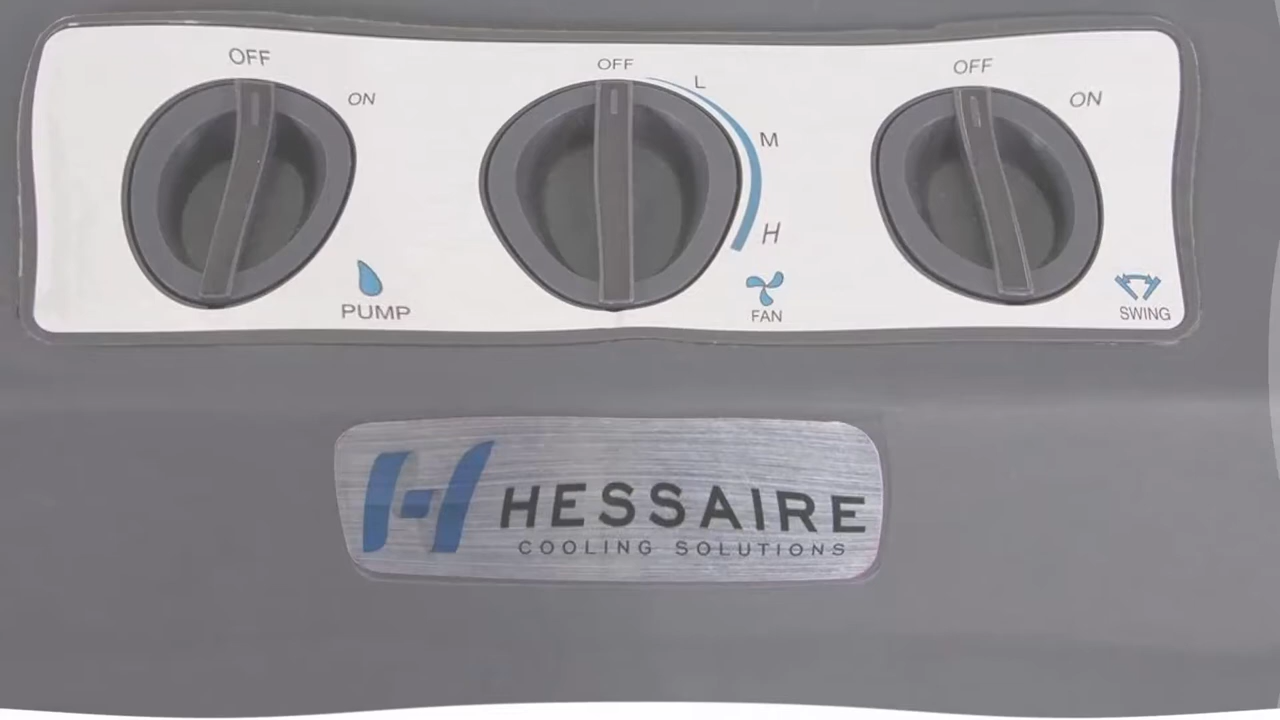 OFF
ON
PUMP
OFF
L
M
H
FAN
OFF
ON
SWING
HESSAIRE
COOLING SOLUTIONS